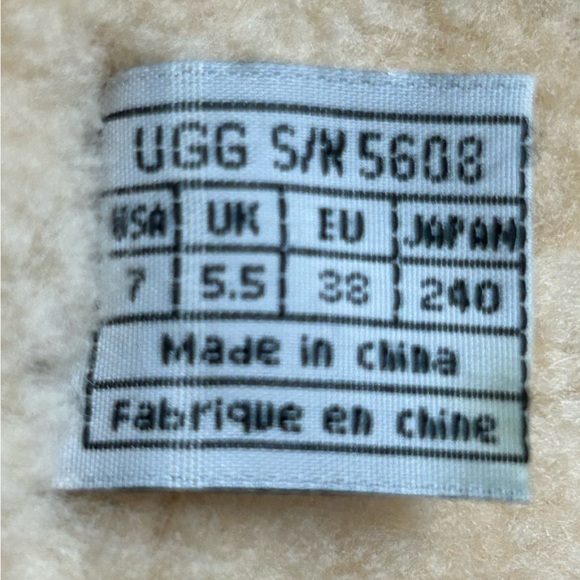 UGG S/N 5608
USA UK EU JAPAN
7 5.5 38 240
Made in china
Fabrique en chine